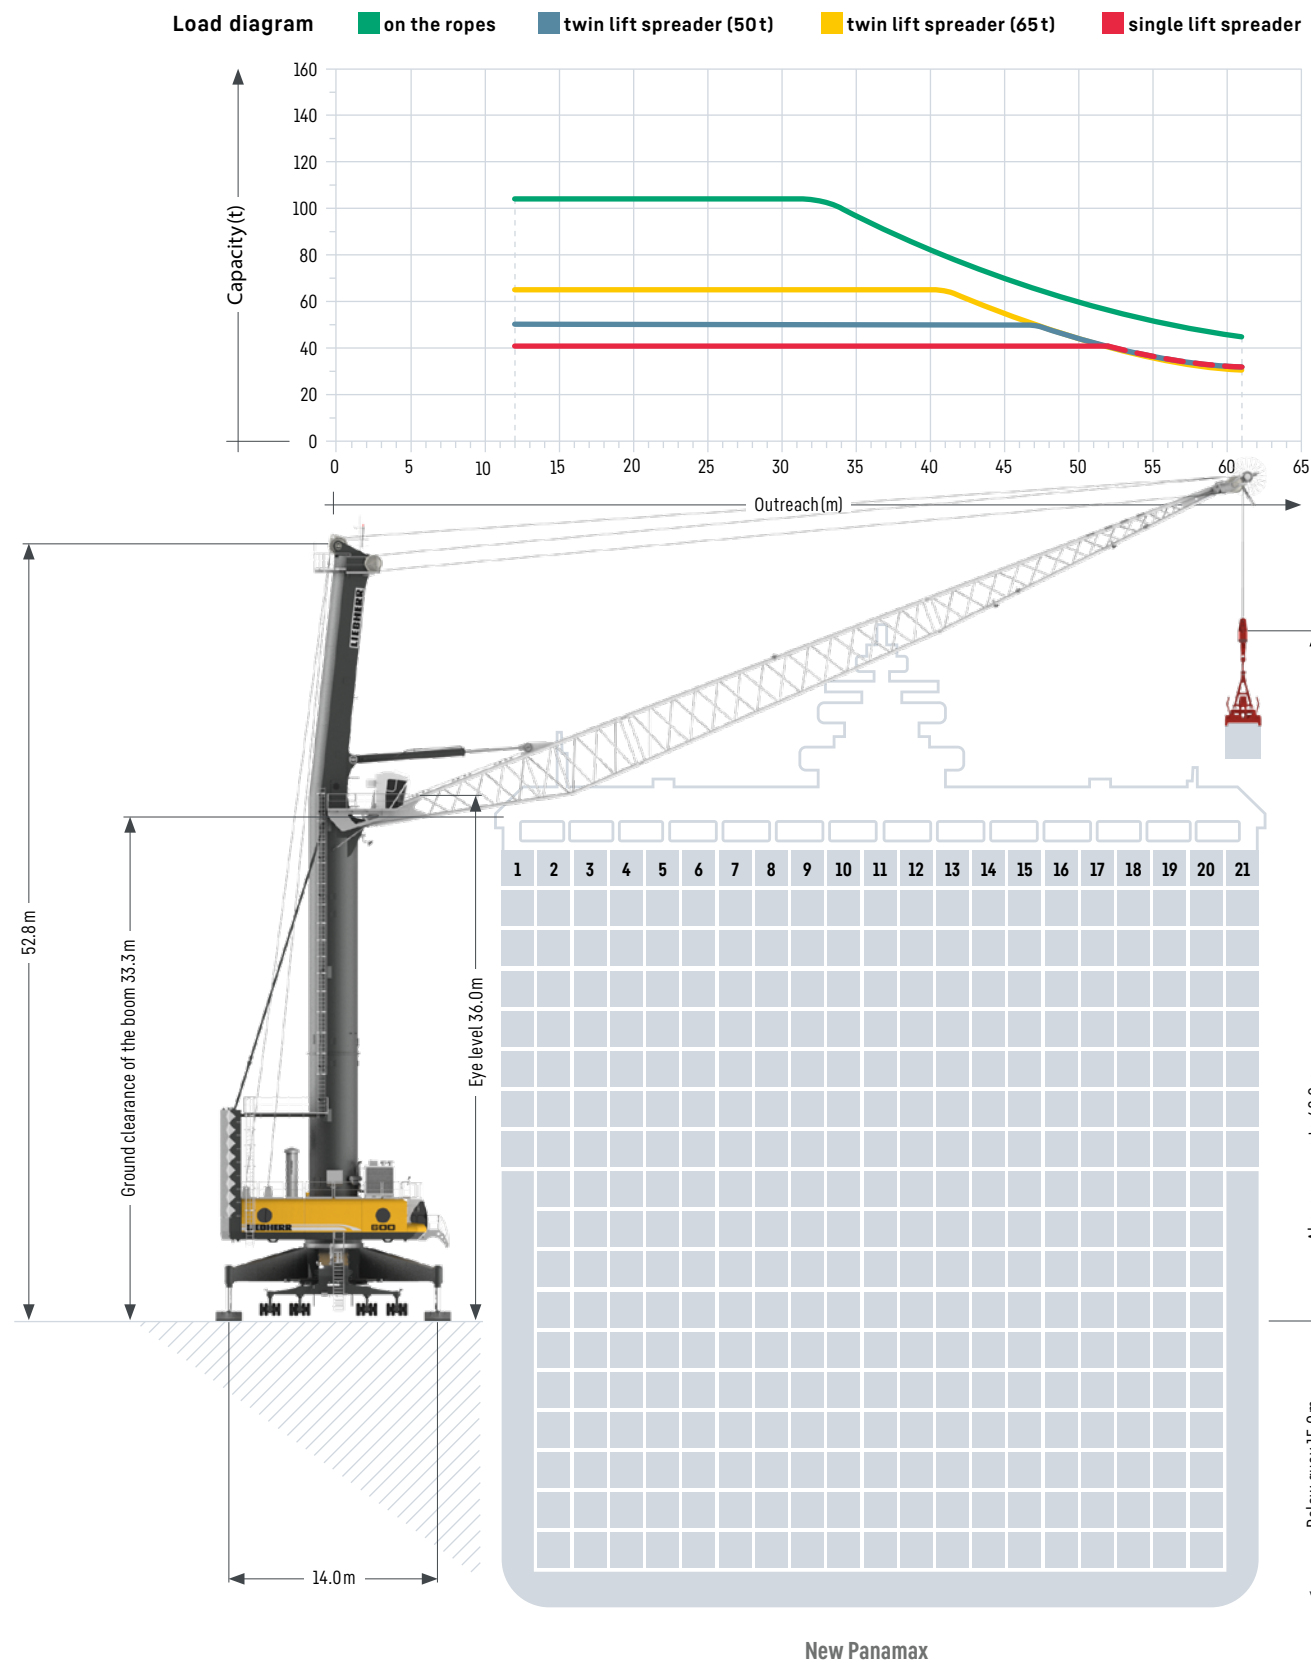 Load diagram
on the ropes
twin lift spreader (50 t)
twin lift spreader (65 t)
single lift spreader
Capacity (t)
160
140
120
100
80
60
40
20
0
0 5 10 15 20 25 30 35 40 45 50 55 60 65
Outreach (m)
LIEBHERR
52.8 m
Ground clearance of the boom 33.3 m
Eye level 36.0 m
1 2 3 4 5 6 7 8 9 10 11 12 13 14 15 16 17 18 19 20 21
LIEBHERR
600
14.0 m
New Panamax